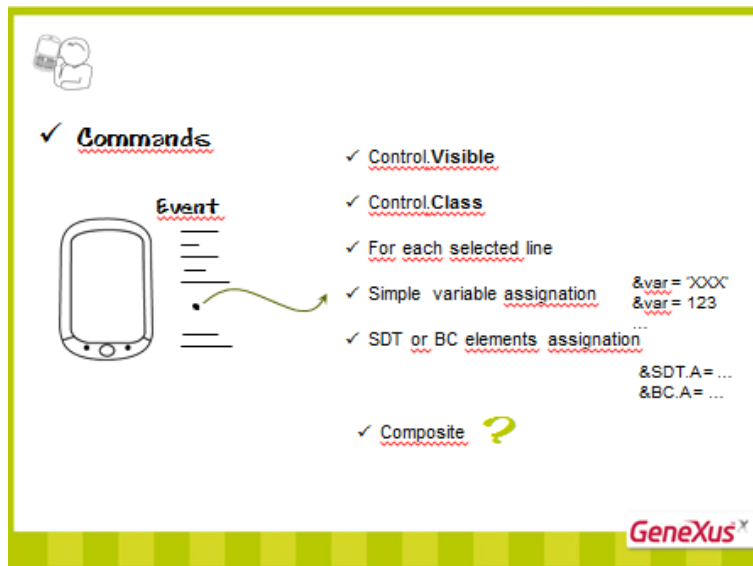 ✓ Commands
Event
✓ Control.Visible
✓ Control.Class
✓ For each selected line
✓ Simple variable assignation
&var = "XXX"
&var = 123
...
✓ SDT or BC elements assignation
&SDT.A= ...
&BC.A= ...
✓ Composite ?
GeneXus X